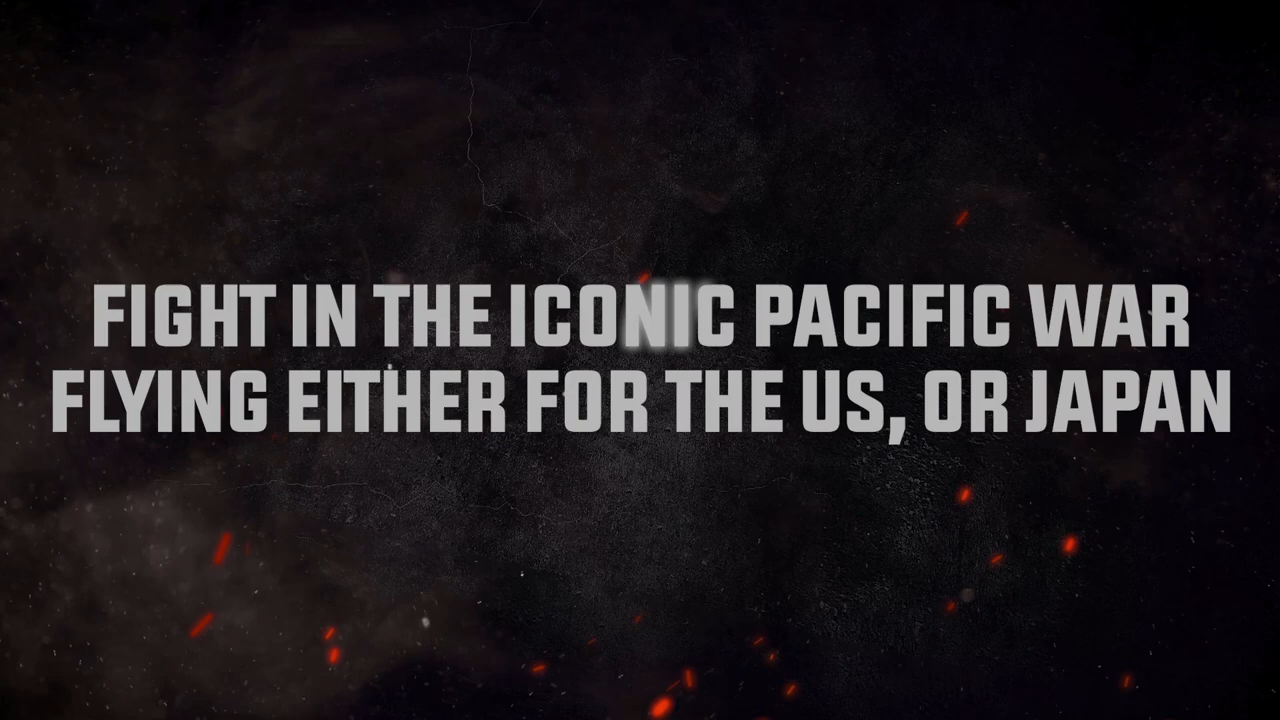 FIGHT IN THE ICONIC PACIFIC WAR
FLYING EITHER FOR THE US, OR JAPAN